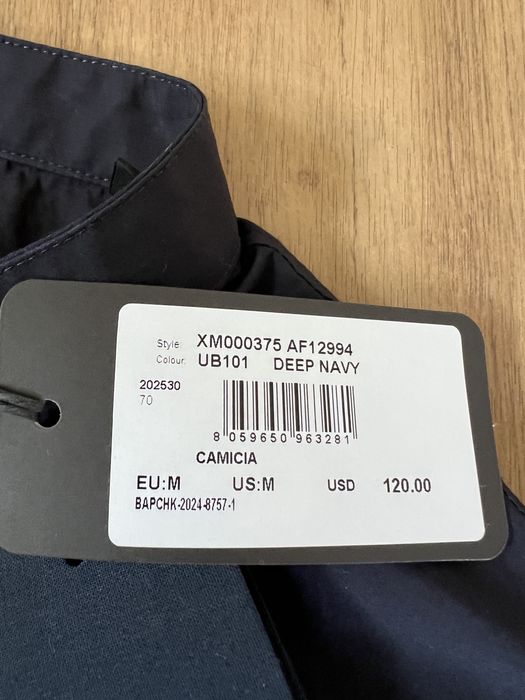 Style: XM000375 AF12994
Colour: UB101 DEEP NAVY
202530
70
8 059650 963281
CAMICIA
EU:M US:M USD 120.00
BAPCHK-2024-8757-1